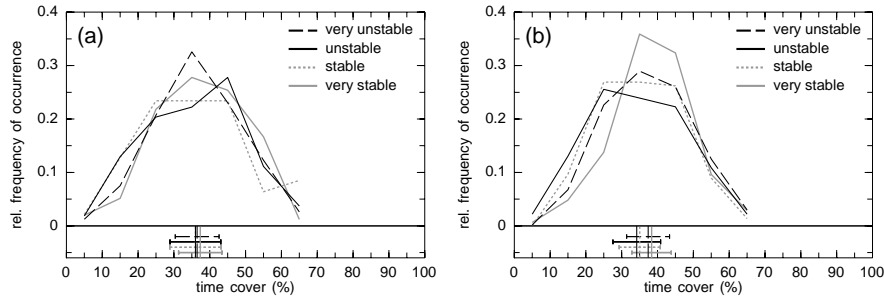 (a)
very unstable
unstable
stable
very stable
rel. frequency of occurrence
0.4
0.3
0.2
0.1
0
0 10 20 30 40 50 60 70 80 90 100
time cover (%)
(b)
very unstable
unstable
stable
very stable
rel. frequency of occurrence
0.4
0.3
0.2
0.1
0
0 10 20 30 40 50 60 70 80 90 100
time cover (%)